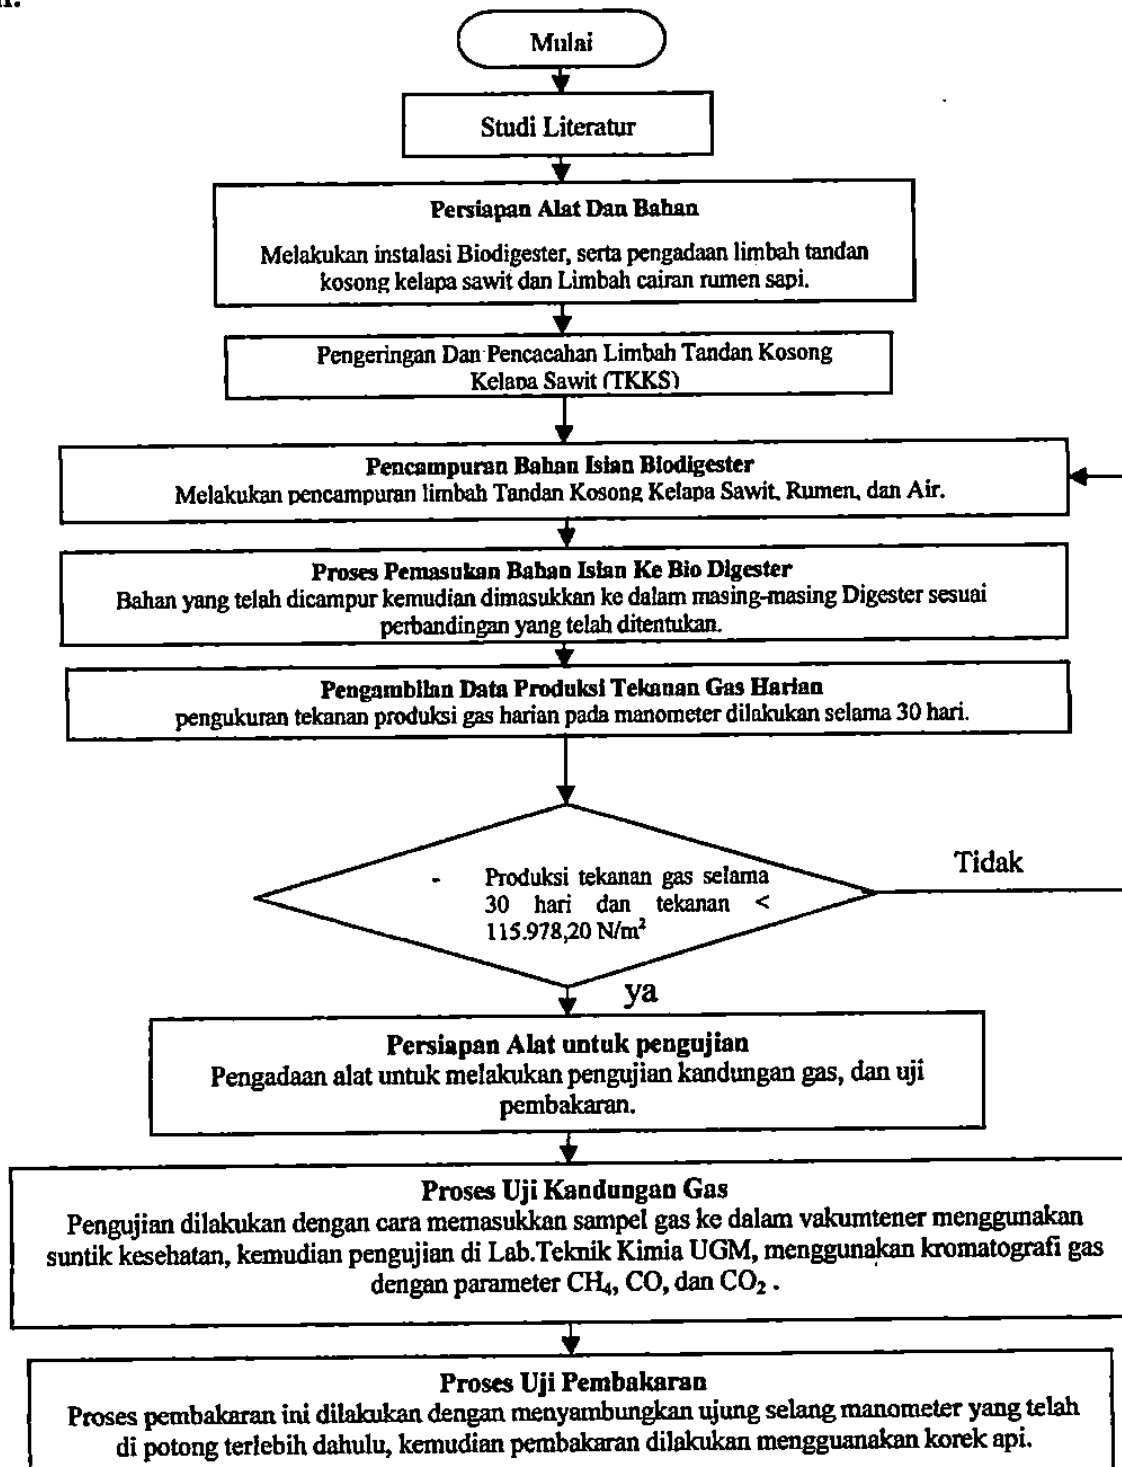 Mulai
Studi Literatur
Persiapan Alat Dan Bahan
Melakukan instalasi Biodigester, serta pengadaan limbah tandan
kosong kelapa sawit dan Limbah cairan rumen sapi.
Pengeringan Dan Pencacahan Limbah Tandan Kosong
Kelapa Sawit (TKKS)
Pencampuran Bahan Isian Biodigester
Melakukan pencampuran limbah Tandan Kosong Kelapa Sawit, Rumen, dan Air.
Proses Pemasukan Bahan Isian Ke Bio Digester
Bahan yang telah dicampur kemudian dimasukkan ke dalam masing-masing Digester sesuai
perbandingan yang telah ditentukan.
Pengambilan Data Produksi Tekanan Gas Harian
pengukuran tekanan produksi gas harian pada manometer dilakukan selama 30 hari.
- Produksi tekanan gas selama
30 hari dan tekanan <
115.978,20 N/m²
Tidak
ya
Persiapan Alat untuk pengujian
Pengadaan alat untuk melakukan pengujian kandungan gas, dan uji
pembakaran.
Proses Uji Kandungan Gas
Pengujian dilakukan dengan cara memasukkan sampel gas ke dalam vakumtener menggunakan
suntik kesehatan, kemudian pengujian di Lab.Teknik Kimia UGM, menggunakan kromatografi gas
dengan parameter CH₄, CO, dan CO₂ .
Proses Uji Pembakaran
Proses pembakaran ini dilakukan dengan menyambungkan ujung selang manometer yang telah
di potong terlebih dahulu, kemudian pembakaran dilakukan mengguanakan korek api.